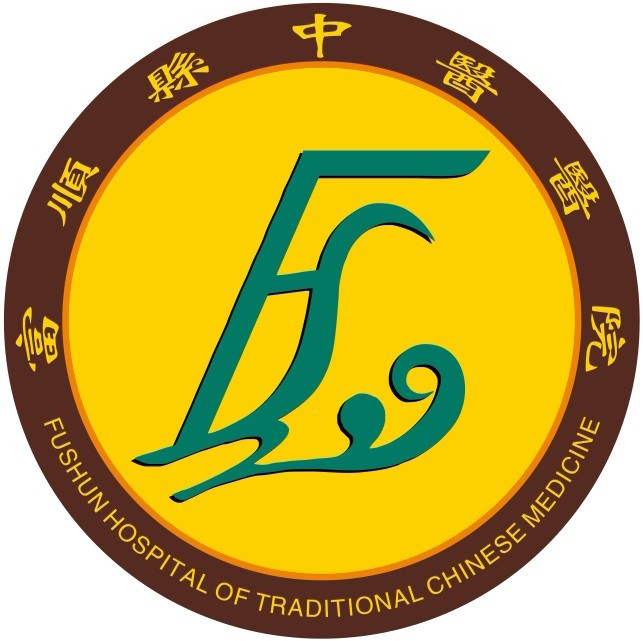 富順縣中醫醫院
FUSHUN HOSPITAL OF TRADITIONAL CHINESE MEDICINE